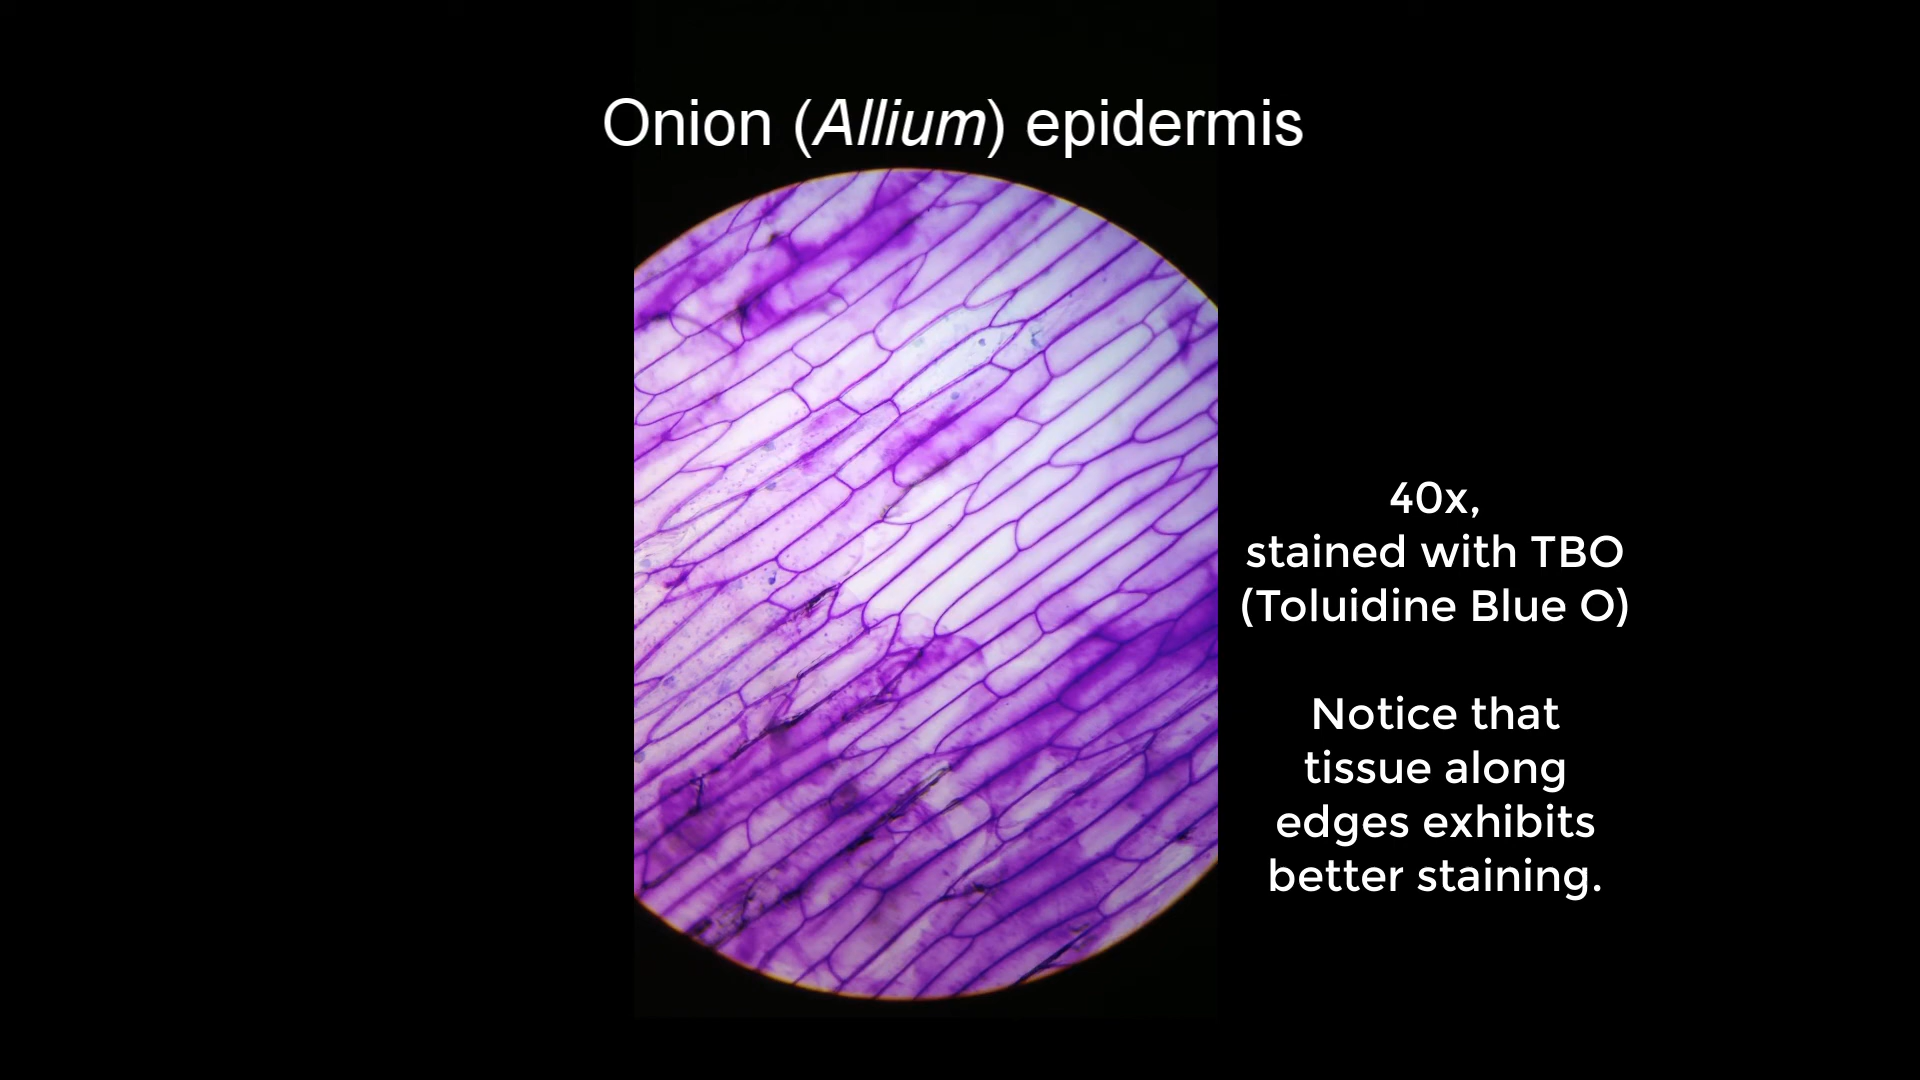 Onion (Allium) epidermis
40x,
stained with TBO
(Toluidine Blue O)
Notice that
tissue along
edges exhibits
better staining.